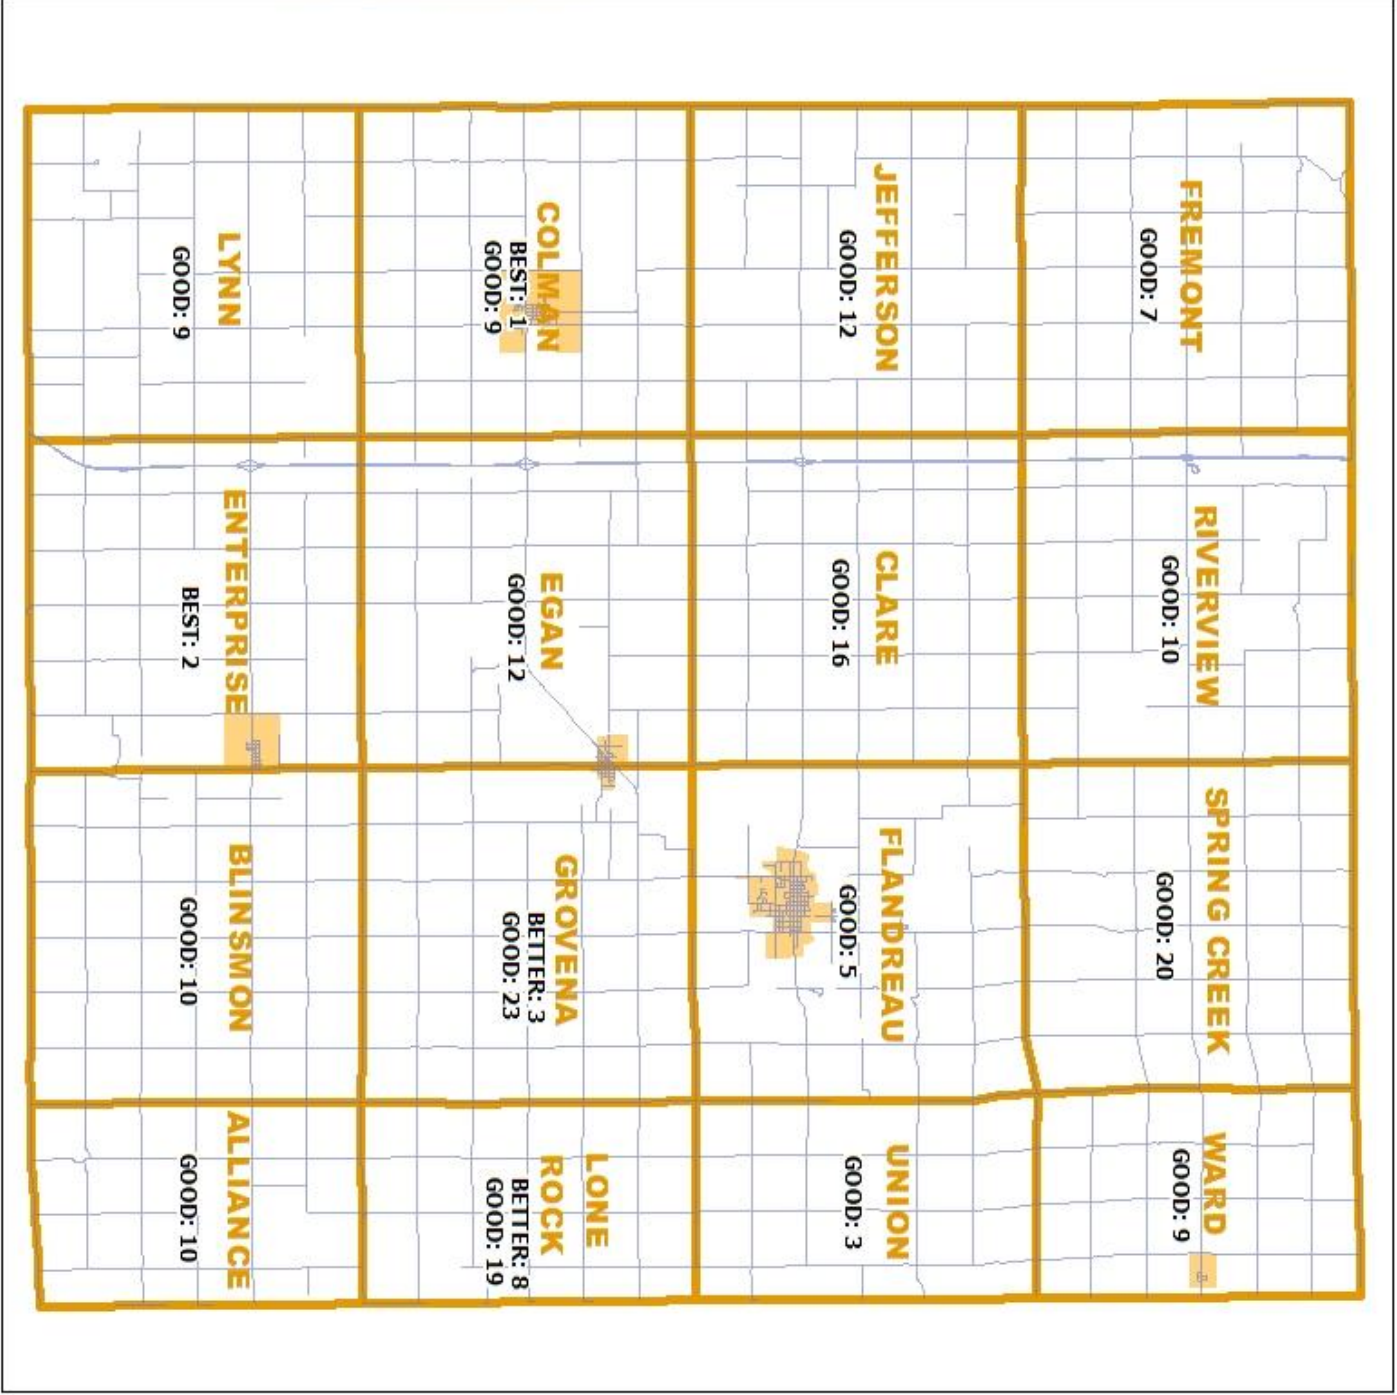 FREMONT
GOOD: 7
RIVERVIEW
GOOD: 10
SPRING CREEK
GOOD: 20
WARD
GOOD: 9
JEFFERSON
GOOD: 12
CLARE
GOOD: 16
FLANDREAU
GOOD: 5
UNION
GOOD: 3
COLMAN
BEST: 1
GOOD: 9
EGAN
GOOD: 12
GROVENA
BETTER: 3
GOOD: 23
LONE
ROCK
BETTER: 8
GOOD: 19
LYNN
GOOD: 9
ENTERPRISE
BEST: 2
BLINSMON
GOOD: 10
ALLIANCE
GOOD: 10